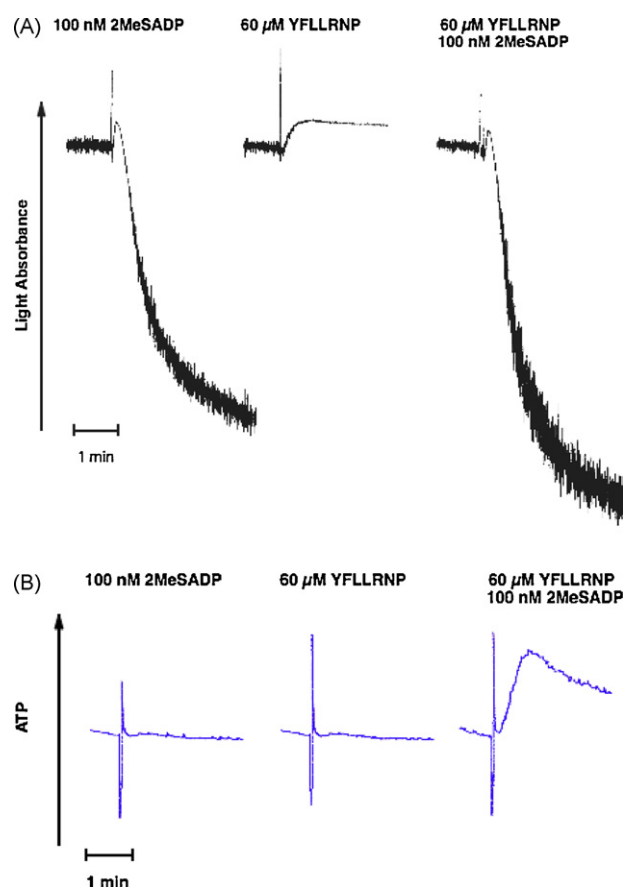 (A)
100 nM 2MeSADP
60 µM YFLLRNP
60 µM YFLLRNP
100 nM 2MeSADP
Light Absorbance
1 min
(B)
100 nM 2MeSADP
60 µM YFLLRNP
60 µM YFLLRNP
100 nM 2MeSADP
ATP
1 min